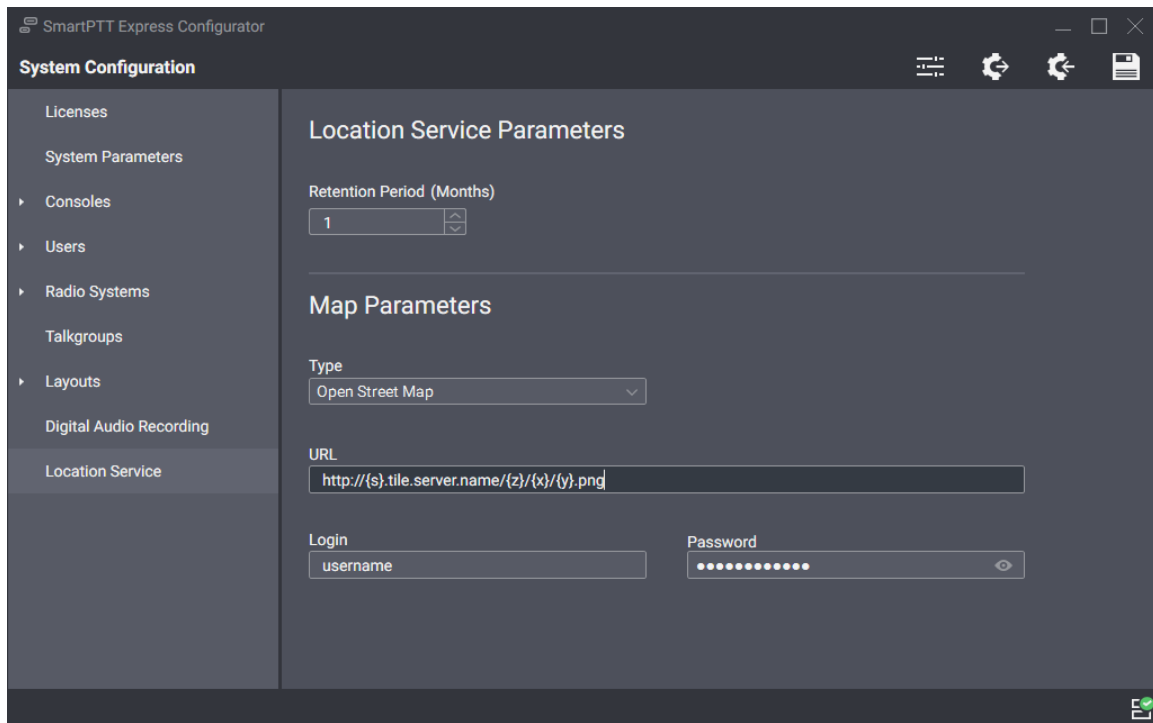 SmartPTT Express Configurator
System Configuration
Licenses
System Parameters
Consoles
Users
Radio Systems
Talkgroups
Layouts
Digital Audio Recording
Location Service
Location Service Parameters
Retention Period (Months)
1
Map Parameters
Type
Open Street Map
URL
http://{s}.tile.server.name/{z}/{x}/{y}.png
Login
Password
username
••••••••••••